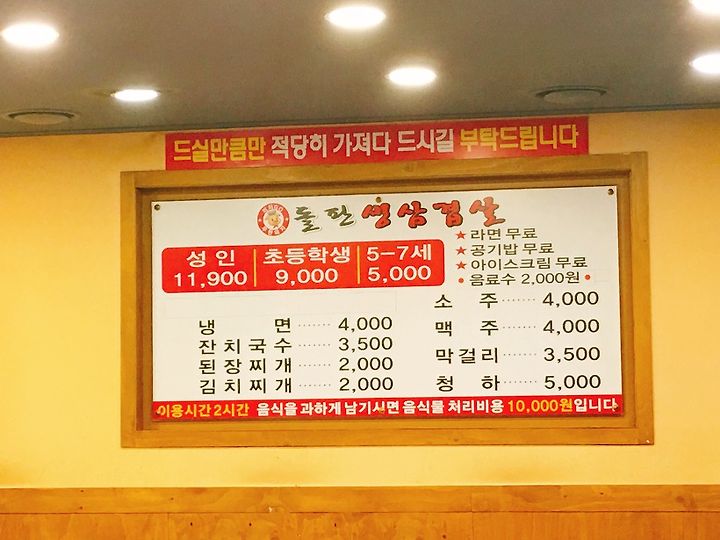 드실만큼만 적당히 가져다 드시길 부탁드립니다
돌판 생삼겹살
성인 초등학생 5-7세
11,900 9,000 5,000
★ 라면 무료
★ 공기밥 무료
★ 아이스크림 무료
• 음료수 2,000원 •
냉면 ······· 4,000
잔치국수 ······· 3,500
된장찌개 ······· 2,000
김치찌개 ······· 2,000
소주 ······· 4,000
맥주 ······· 4,000
막걸리 ······· 3,500
청하 ······· 5,000
이용시간 2시간 음식을 과하게 남기시면 음식물 처리비용 10,000원입니다